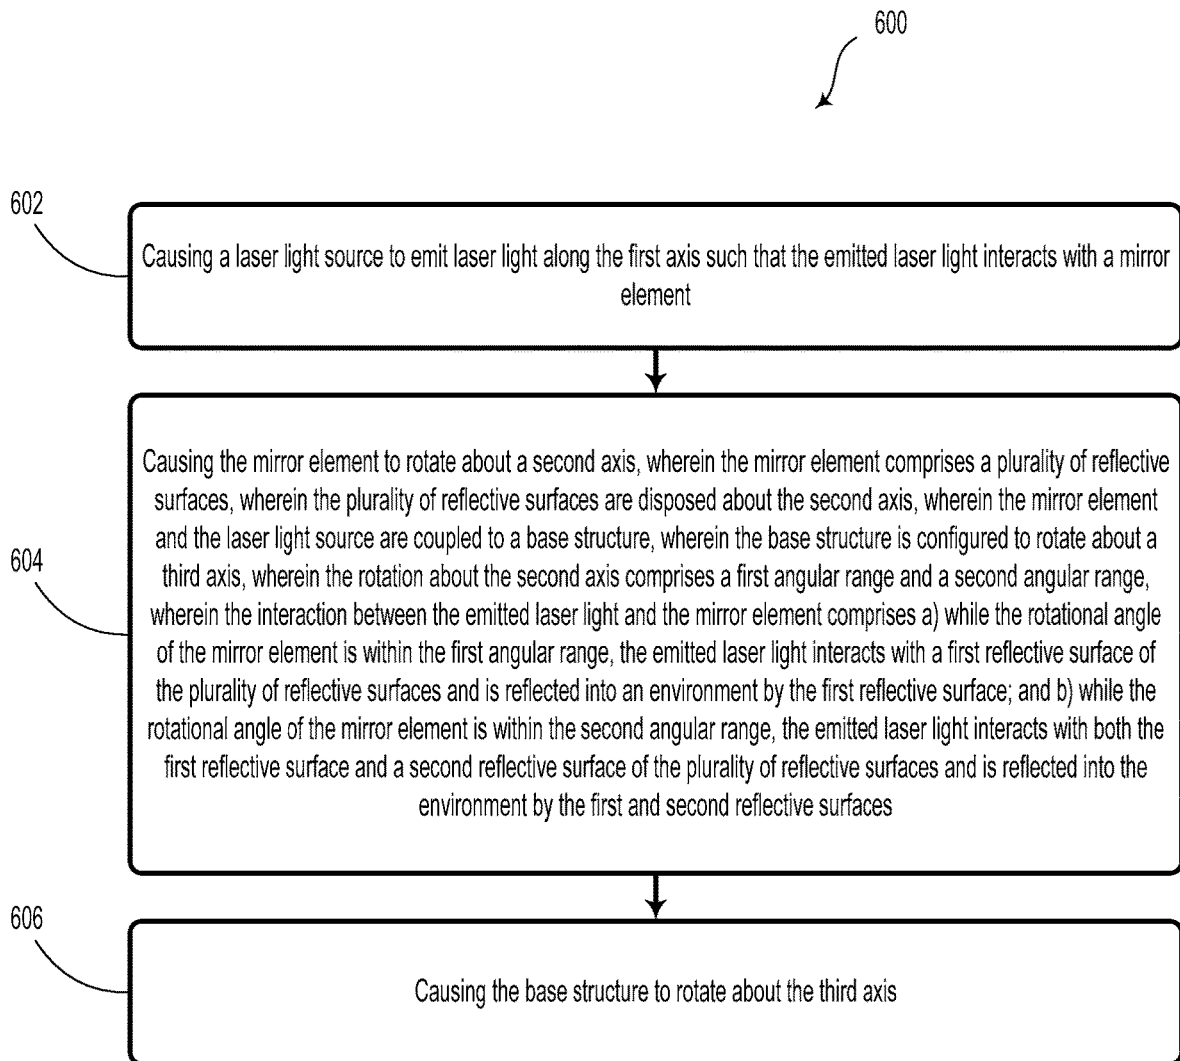 600
602
Causing a laser light source to emit laser light along the first axis such that the emitted laser light interacts with a mirror
element
604
Causing the mirror element to rotate about a second axis, wherein the mirror element comprises a plurality of reflective
surfaces, wherein the plurality of reflective surfaces are disposed about the second axis, wherein the mirror element
and the laser light source are coupled to a base structure, wherein the base structure is configured to rotate about a
third axis, wherein the rotation about the second axis comprises a first angular range and a second angular range,
wherein the interaction between the emitted laser light and the mirror element comprises a) while the rotational angle
of the mirror element is within the first angular range, the emitted laser light interacts with a first reflective surface of
the plurality of reflective surfaces and is reflected into an environment by the first reflective surface; and b) while the
rotational angle of the mirror element is within the second angular range, the emitted laser light interacts with both the
first reflective surface and a second reflective surface of the plurality of reflective surfaces and is reflected into the
environment by the first and second reflective surfaces
606
Causing the base structure to rotate about the third axis